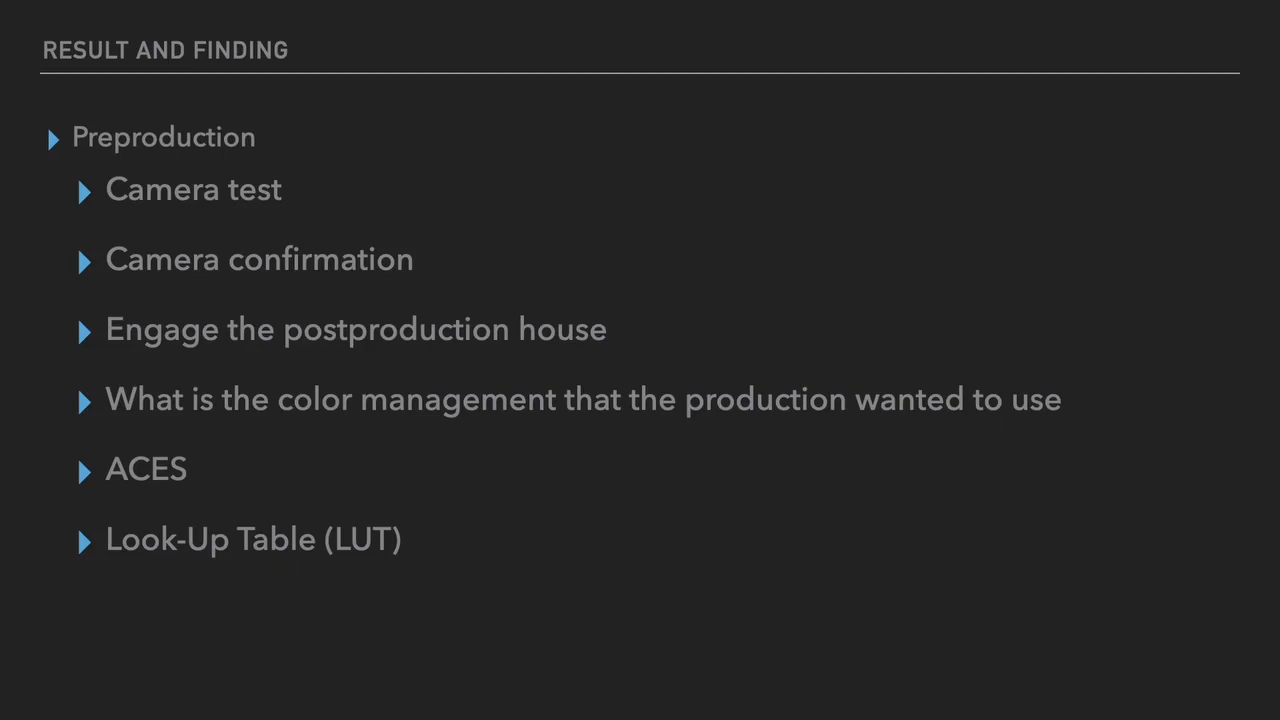 RESULT AND FINDING
Preproduction
Camera test
Camera confirmation
Engage the postproduction house
What is the color management that the production wanted to use
ACES
Look-Up Table (LUT)